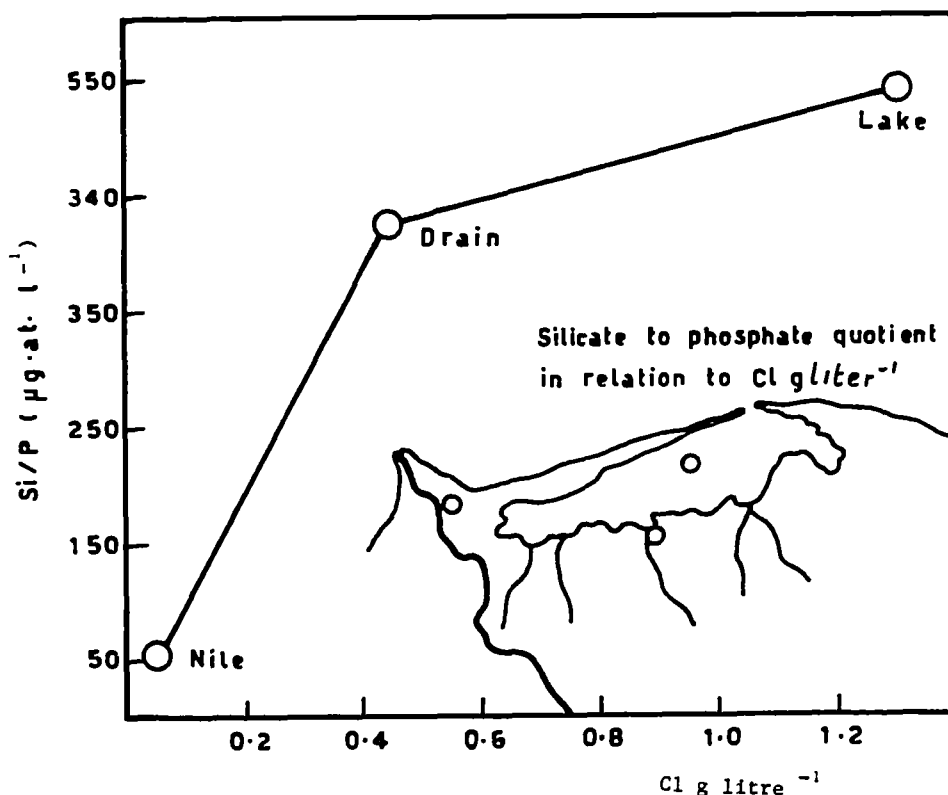 550
Lake
340
Drain
350
Si/P (µg·at· l⁻¹)
Silicate to phosphate quotient
in relation to Cl gliter⁻¹
250
150
50
Nile
0·2 0·4 0·6 0·8 1·0 1·2
Cl g litre ⁻¹